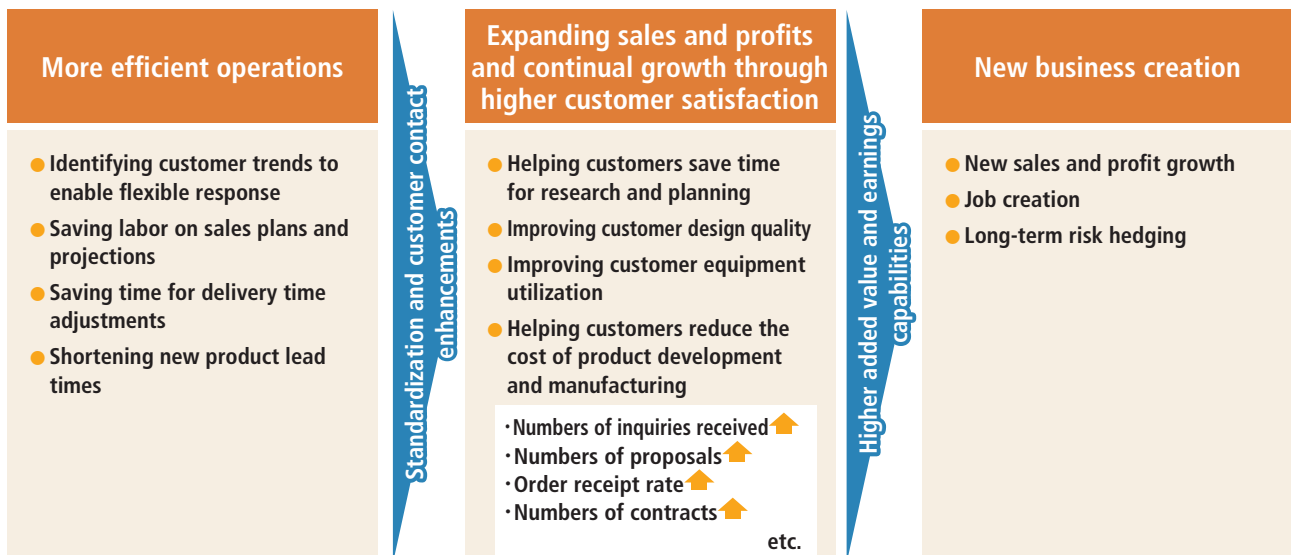 More efficient operations
● Identifying customer trends to
enable flexible response
● Saving labor on sales plans and
projections
● Saving time for delivery time
adjustments
● Shortening new product lead
times
Standardization and customer contact
enhancements
Expanding sales and profits
and continual growth through
higher customer satisfaction
● Helping customers save time
for research and planning
● Improving customer design quality
● Improving customer equipment
utilization
● Helping customers reduce the
cost of product development
and manufacturing
・Numbers of inquiries received
・Numbers of proposals
・Order receipt rate
・Numbers of contracts
etc.
Higher added value and earnings
capabilities
New business creation
● New sales and profit growth
● Job creation
● Long-term risk hedging